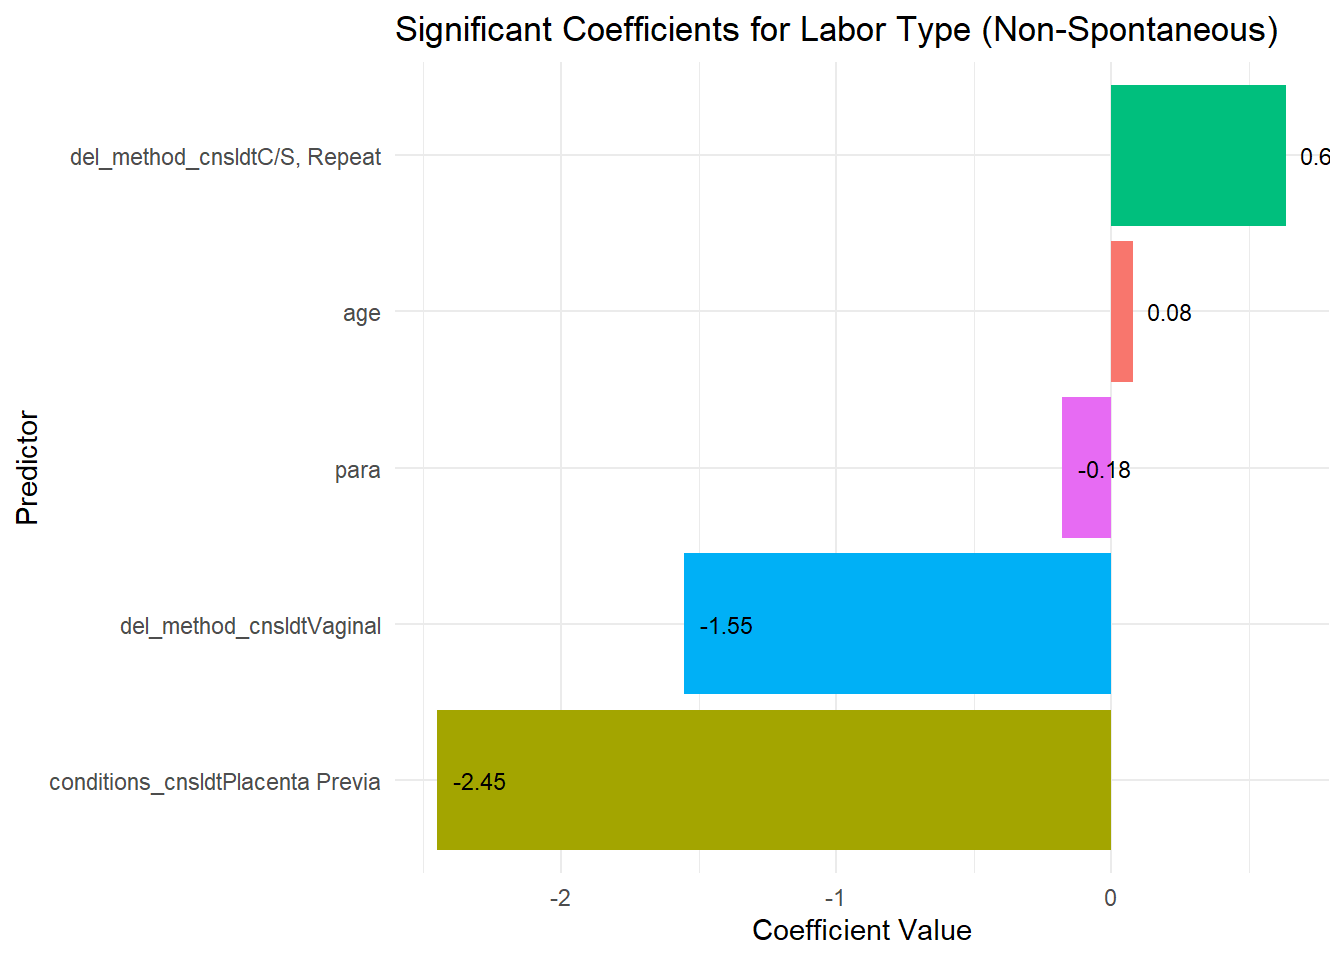 Significant Coefficients for Labor Type (Non-Spontaneous)
del_method_cnsldtC/S, Repeat
0.6
age
0.08
para
-0.18
del_method_cnsldtVaginal
-1.55
conditions_cnsldtPlacenta Previa
-2.45
Predictor
-2 -1 0
Coefficient Value